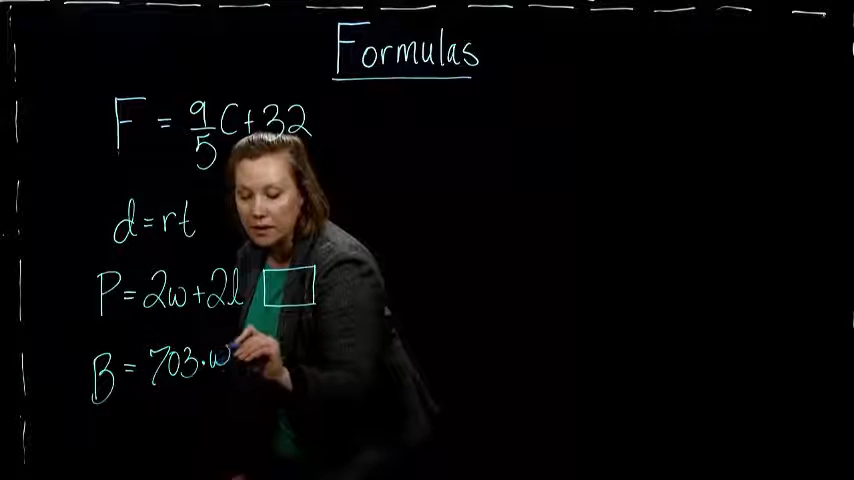 Formulas
F = 9/5 C + 32
d = rt
P = 2w + 2l
B = 703 · w